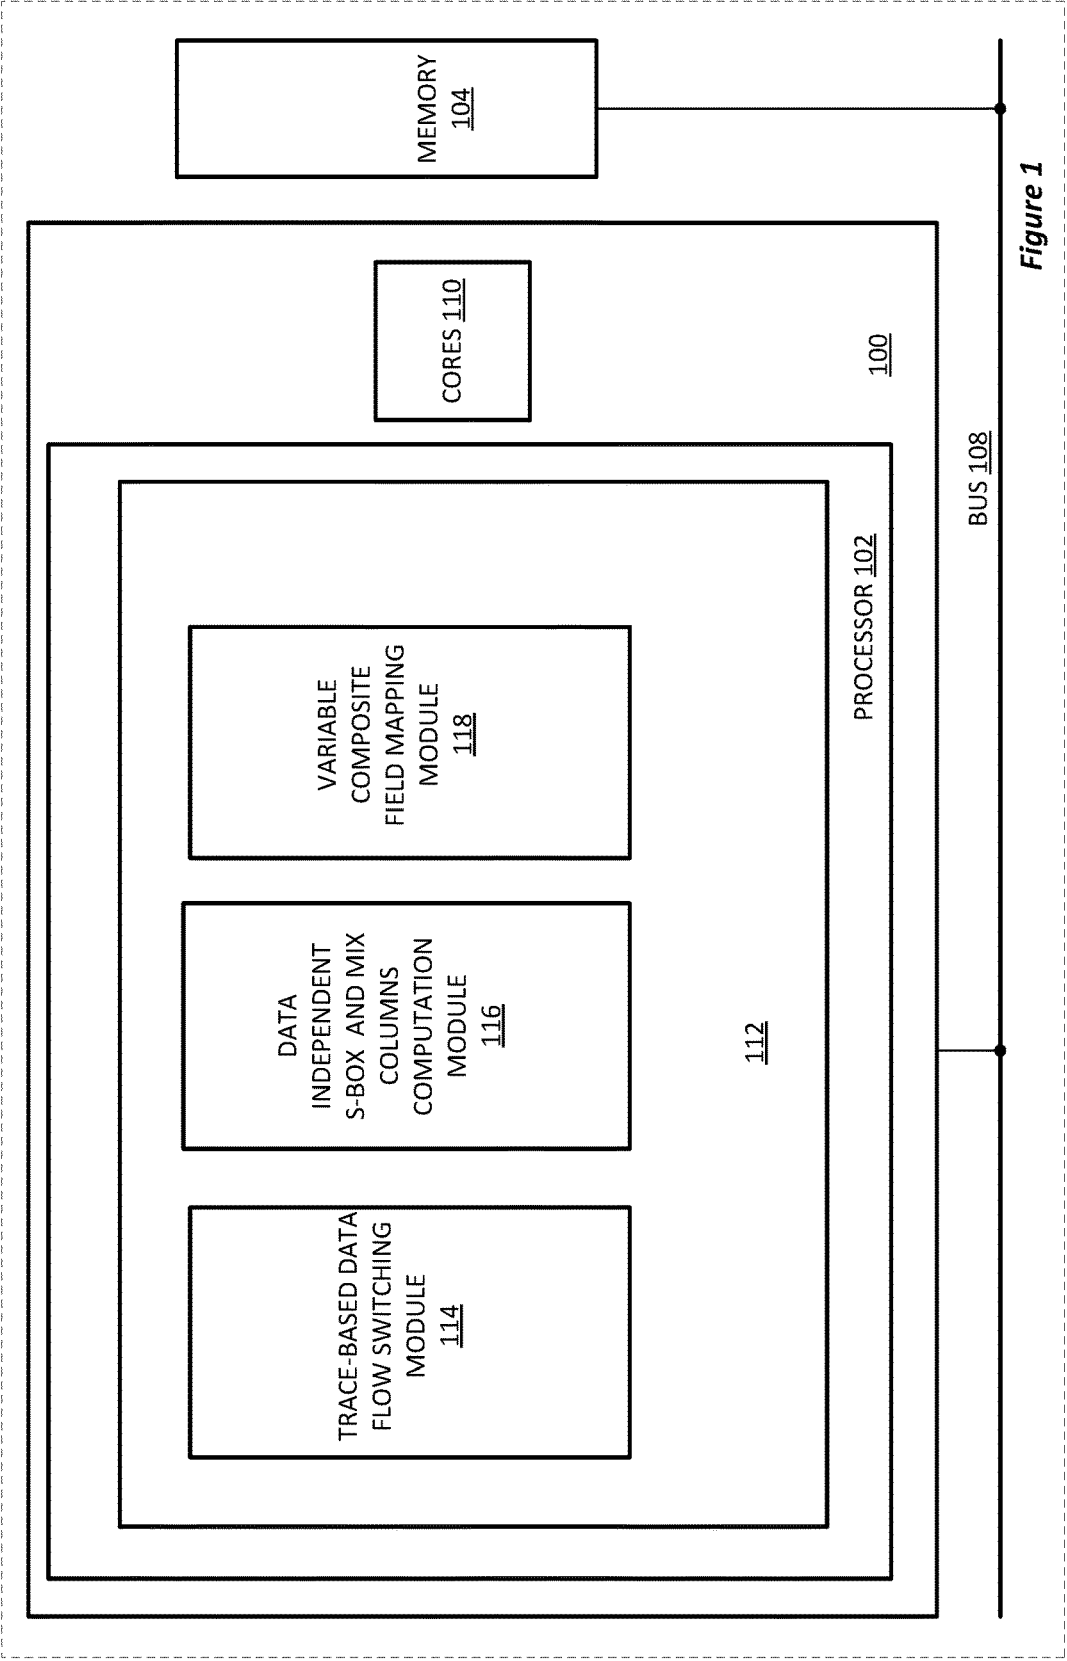 TRACE-BASED DATA
FLOW SWITCHING
MODULE
114
DATA
INDEPENDENT
S-BOX AND MIX
COLUMNS
COMPUTATION
MODULE
116
VARIABLE
COMPOSITE
FIELD MAPPING
MODULE
118
112
PROCESSOR 102
CORES 110
100
MEMORY
104
BUS 108
Figure 1